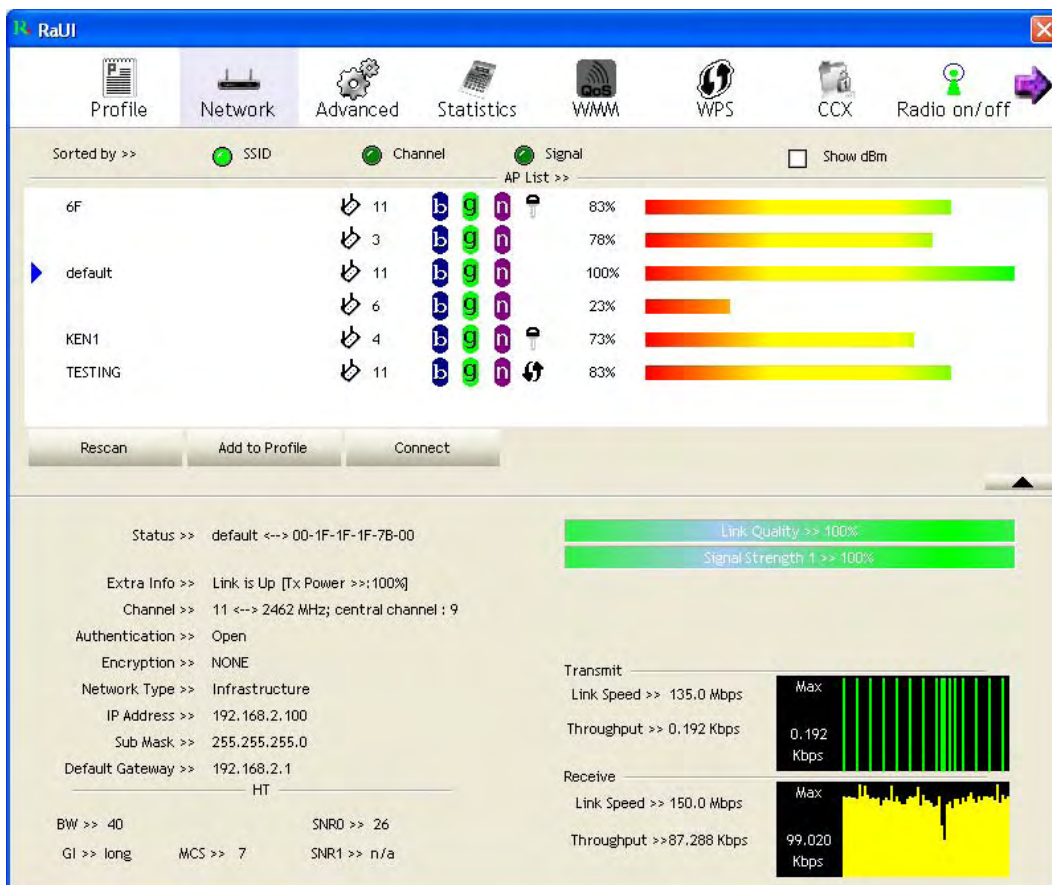 RaUI
Profile Network Advanced Statistics WMM WPS CCX Radio on/off
QoS
Sorted by >> SSID Channel Signal Show dBm
AP List >>
6F 11 b g n 83%
3 b g n 78%
default 11 b g n 100%
6 b g n 23%
KEN1 4 b g n 73%
TESTING 11 b g n 83%
Rescan Add to Profile Connect
Status >> default <--> 00-1F-1F-1F-7B-00
Extra Info >> Link is Up [Tx Power >>:100%]
Channel >> 11 <--> 2462 MHz; central channel : 9
Authentication >> Open
Encryption >> NONE
Network Type >> Infrastructure
IP Address >> 192.168.2.100
Sub Mask >> 255.255.255.0
Default Gateway >> 192.168.2.1
HT
BW >> 40 SNR0 >> 26
GI >> long MCS >> 7 SNR1 >> n/a
Link Quality >> 100%
Signal Strength 1 >> 100%
Transmit
Link Speed >> 135.0 Mbps
Throughput >> 0.192 Kbps
Max
0.192
Kbps
Receive
Link Speed >> 150.0 Mbps
Throughput >>87.288 Kbps
Max
99.020
Kbps